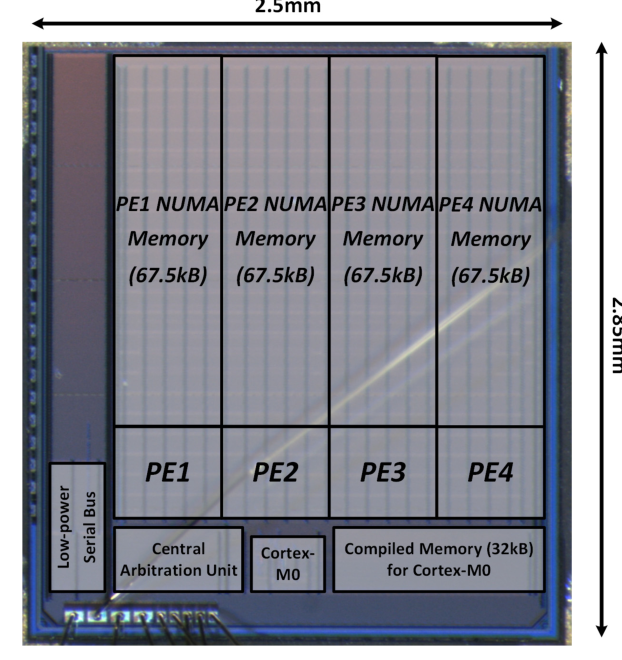 2.5mm
PE1 NUMA
Memory
(67.5kB)
PE2 NUMA
Memory
(67.5kB)
PE3 NUMA
Memory
(67.5kB)
PE4 NUMA
Memory
(67.5kB)
2.85mm
PE1
PE2
PE3
PE4
Low-power
Serial Bus
Central
Arbitration Unit
Cortex-
M0
Compiled Memory (32kB)
for Cortex-M0